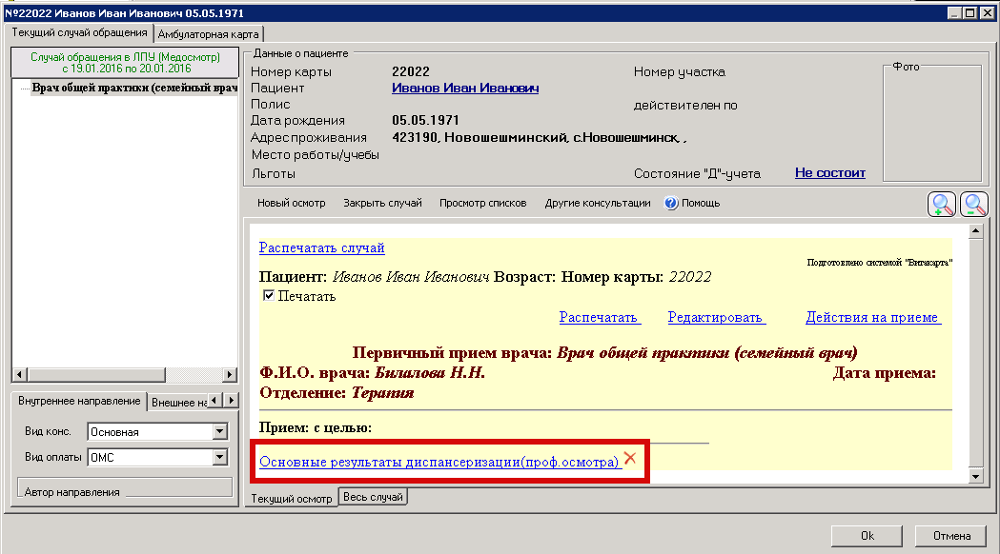 №22022 Иванов Иван Иванович 05.05.1971
Текущий случай обращения Амбулаторная карта
Случай обращения в ЛПУ (Медосмотр)
с 19.01.2016 по 20.01.2016
Врач общей практики (семейный врач
Данные о пациенте
Номер карты 22022 Номер участка
Пациент Иванов Иван Иванович
Полис действителен по
Дата рождения 05.05.1971
Адрес проживания 423190, Новошешминский, с.Новошешминск, ,
Место работы/учебы
Льготы Состояние "Д"-учета Не состоит
Фото
Новый осмотр Закрыть случай Просмотр списков Другие консультации ? Помощь
Распечатать случай
Подготовлено системой "Витакарта"
Пациент: Иванов Иван Иванович Возраст: Номер карты: 22022
Печатать
Распечатать Редактировать Действия на приеме
Первичный прием врача: Врач общей практики (семейный врач)
Ф.И.О. врача: Билалова Н.Н. Дата приема:
Отделение: Терапия
Прием: с целью:
Основные результаты диспансеризации(проф.осмотра)
Текущий осмотр Весь случай
Внутреннее направление Внешнее на
Вид конс. Основная
Вид оплаты ОМС
Автор направления
Ok Отмена